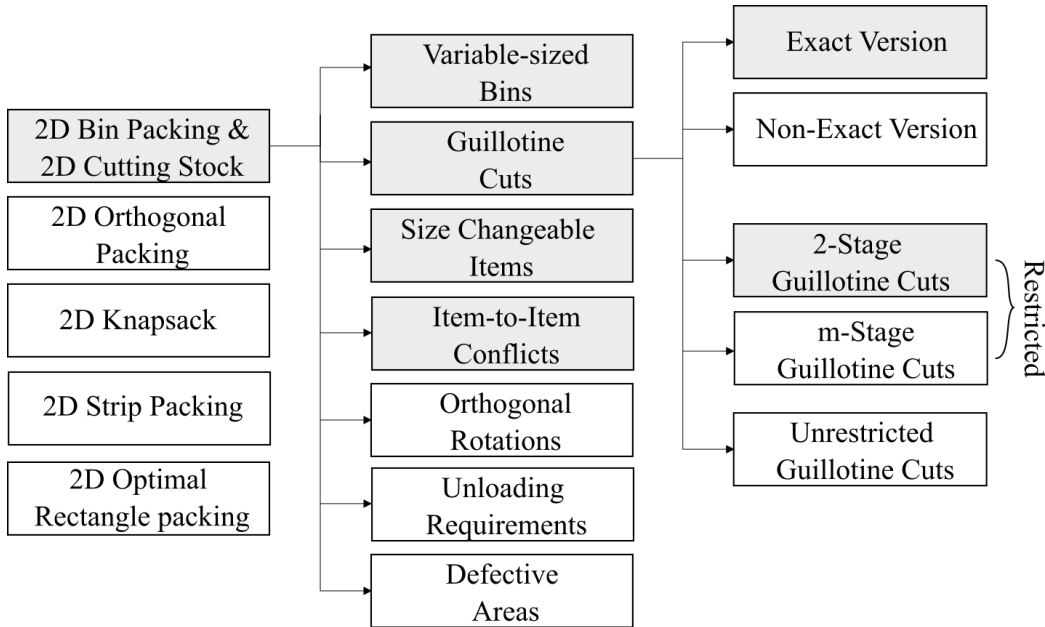 2D Bin Packing &
2D Cutting Stock
2D Orthogonal
Packing
2D Knapsack
2D Strip Packing
2D Optimal
Rectangle packing
Variable-sized
Bins
Guillotine
Cuts
Size Changeable
Items
Item-to-Item
Conflicts
Orthogonal
Rotations
Unloading
Requirements
Defective
Areas
Exact Version
Non-Exact Version
2-Stage
Guillotine Cuts
m-Stage
Guillotine Cuts
Unrestricted
Guillotine Cuts
Restricted